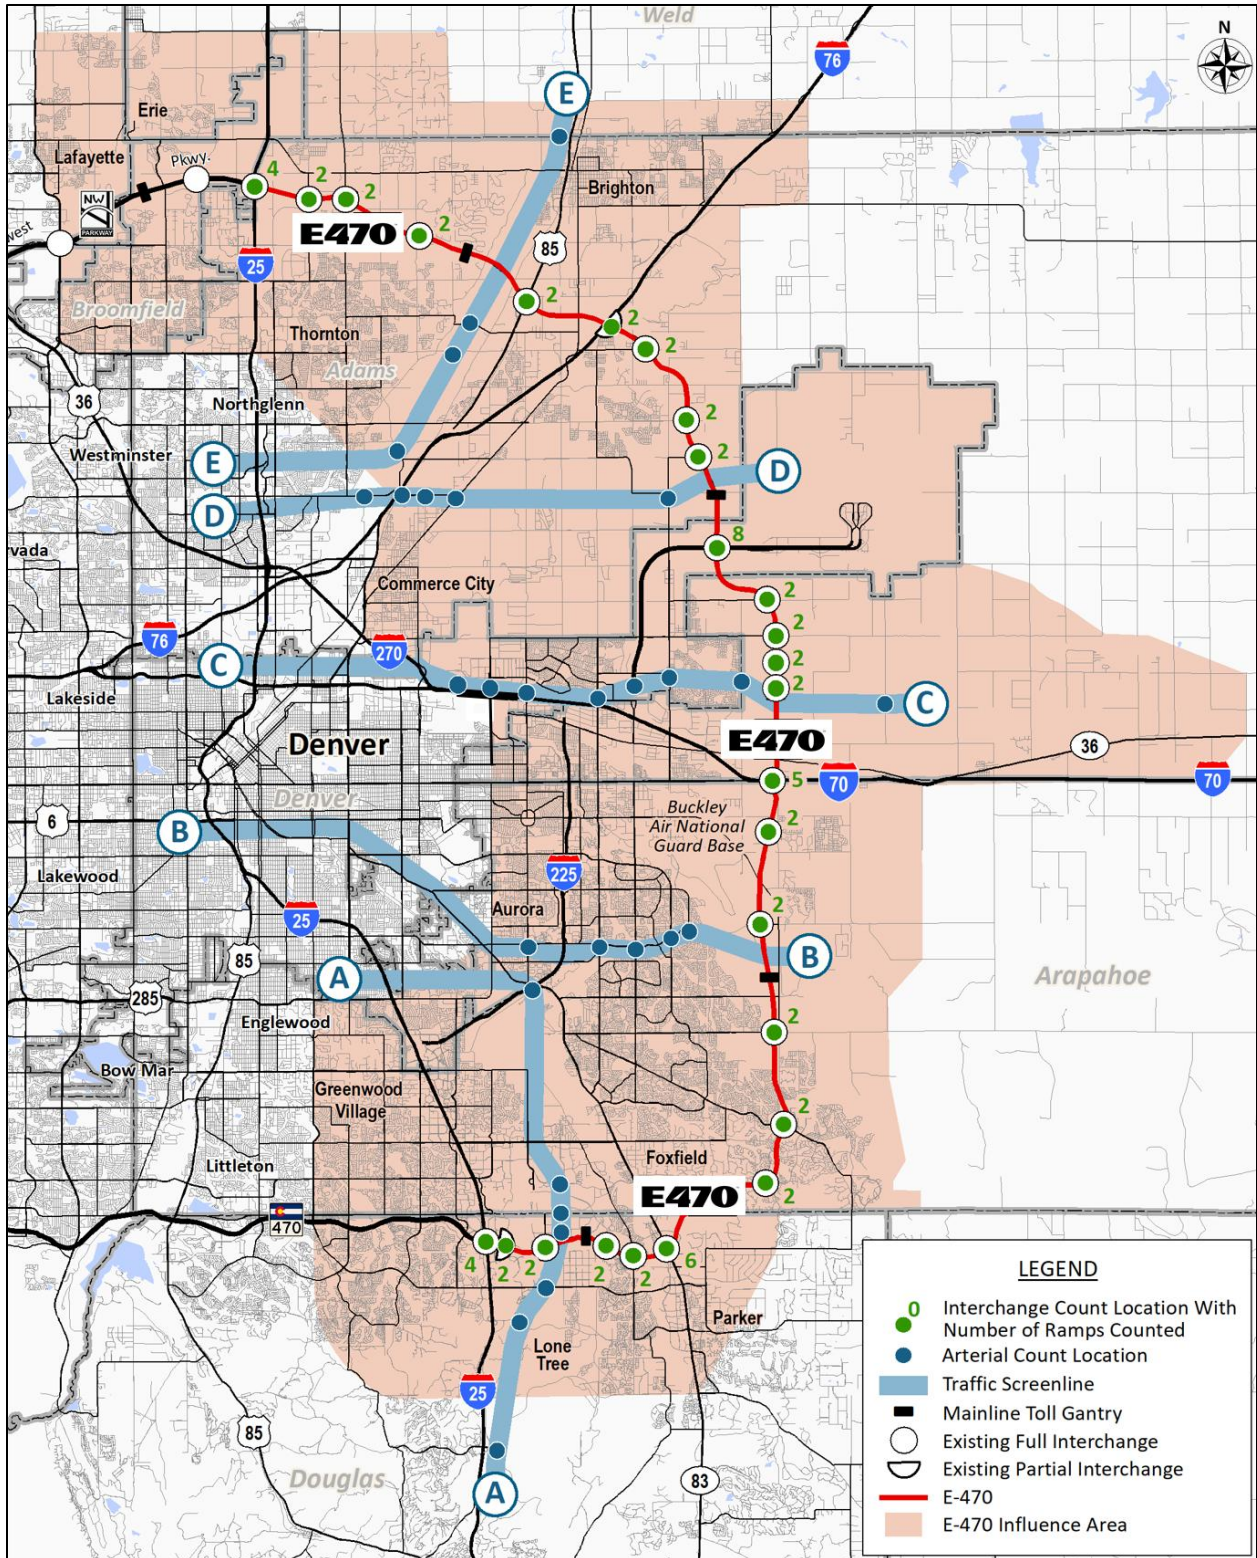 Weld
N
76
E
Erie
Lafayette
Pkwy.
4
2
2
Brighton
NW
PARKWAY
west
E470
2
85
25
Broomfield
2
Thornton
2
2
Adams
36
Northglenn
2
Westminster
2
E
D
D
vada
8
Commerce City
2
76
2
270
C
2
2
Lakeside
C
Denver
E470
36
5
70
70
Denver
Buckley
Air National
Guard Base
6
B
2
Lakewood
225
Aurora
2
25
85
B
A
Arapahoe
285
Englewood
2
Bow Mar
Greenwood
Village
2
Foxfield
Littleton
E470
2
470
4
2
2
2
2
6
LEGEND
0 Interchange Count Location With
Number of Ramps Counted
Arterial Count Location
Traffic Screenline
Mainline Toll Gantry
Existing Full Interchange
Existing Partial Interchange
E-470
E-470 Influence Area
Parker
Lone
Tree
25
85
Douglas
83
A